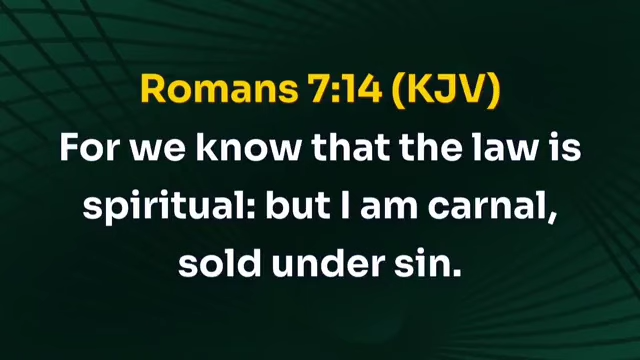 Romans 7:14 (KJV)
For we know that the law is
spiritual: but I am carnal,
sold under sin.